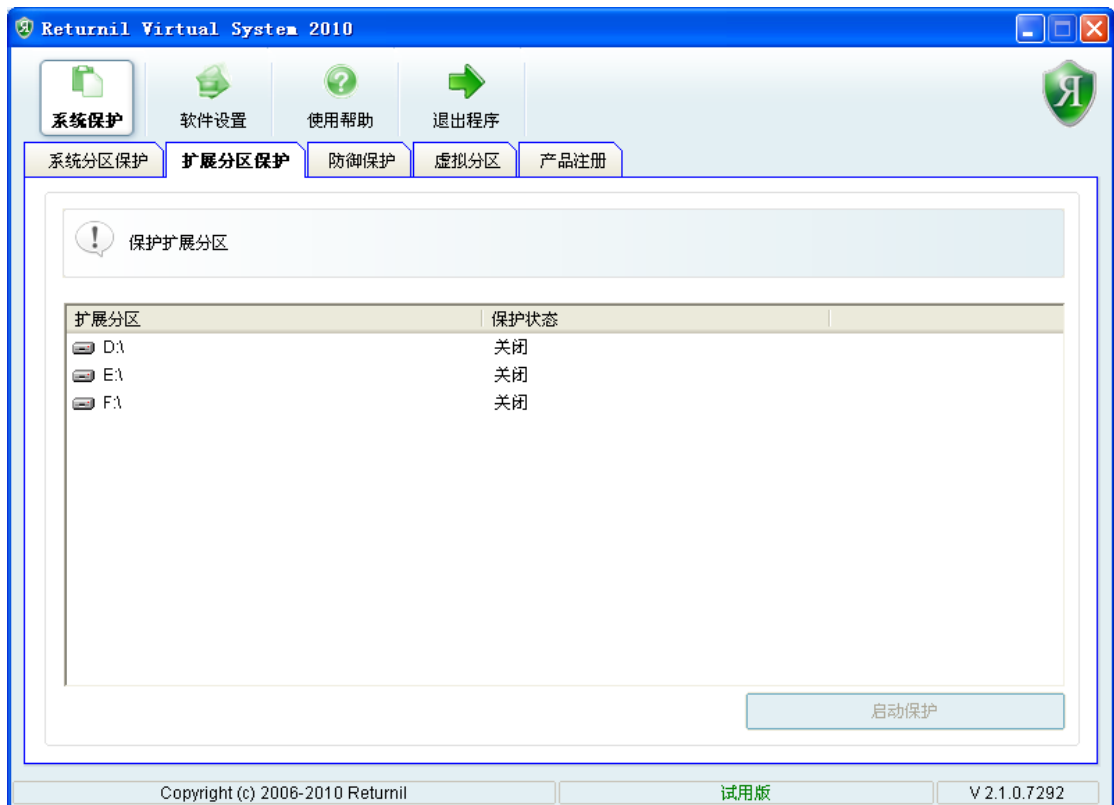 Returnil Virtual System 2010
系统保护 软件设置 使用帮助 退出程序
系统分区保护 扩展分区保护 防御保护 虚拟分区 产品注册
保护扩展分区
扩展分区 保护状态
D:\ 关闭
E:\ 关闭
F:\ 关闭
启动保护
Copyright (c) 2006-2010 Returnil 试用版 V 2.1.0.7292